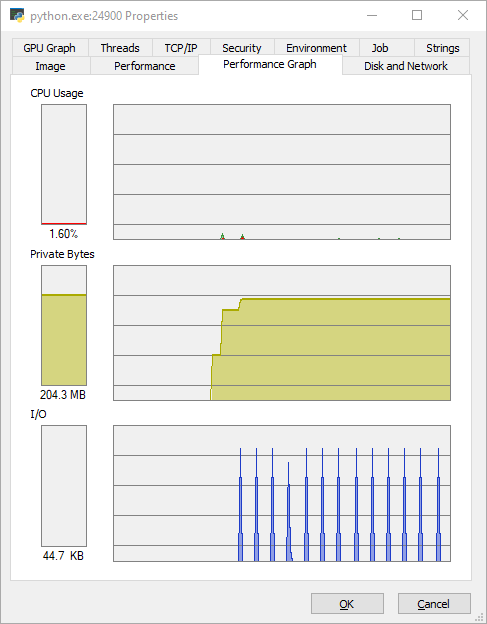 python.exe:24900 Properties
GPU Graph Threads TCP/IP Security Environment Job Strings
Image Performance Performance Graph Disk and Network
CPU Usage
1.60%
Private Bytes
204.3 MB
I/O
44.7 KB
OK Cancel